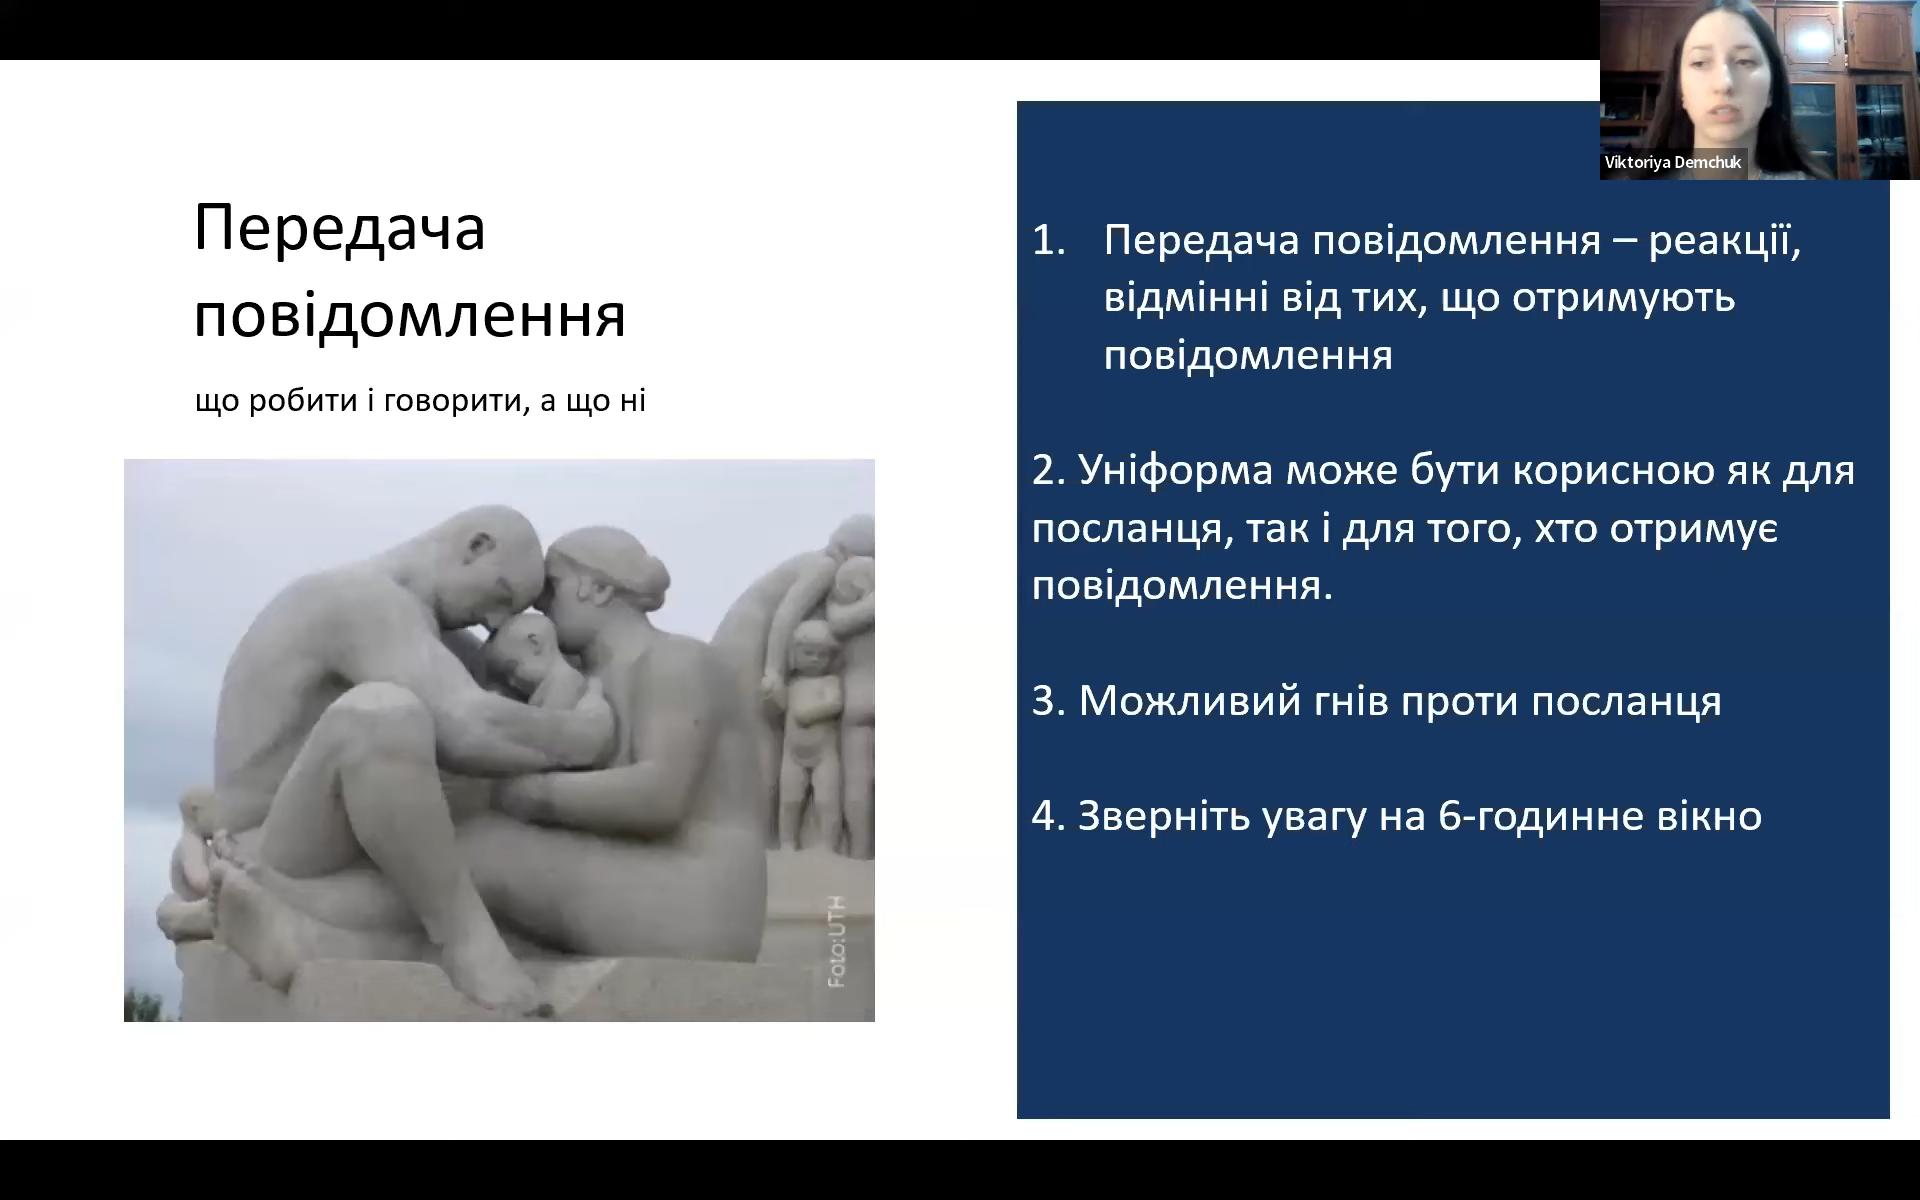 Viktoriya Demchuk
Передача
повідомлення
що робити і говорити, а що ні
Foto:UTH
1. Передача повідомлення – реакції,
відмінні від тих, що отримують
повідомлення
2. Уніформа може бути корисною як для
посланця, так і для того, хто отримує
повідомлення.
3. Можливий гнів проти посланця
4. Зверніть увагу на 6-годинне вікно